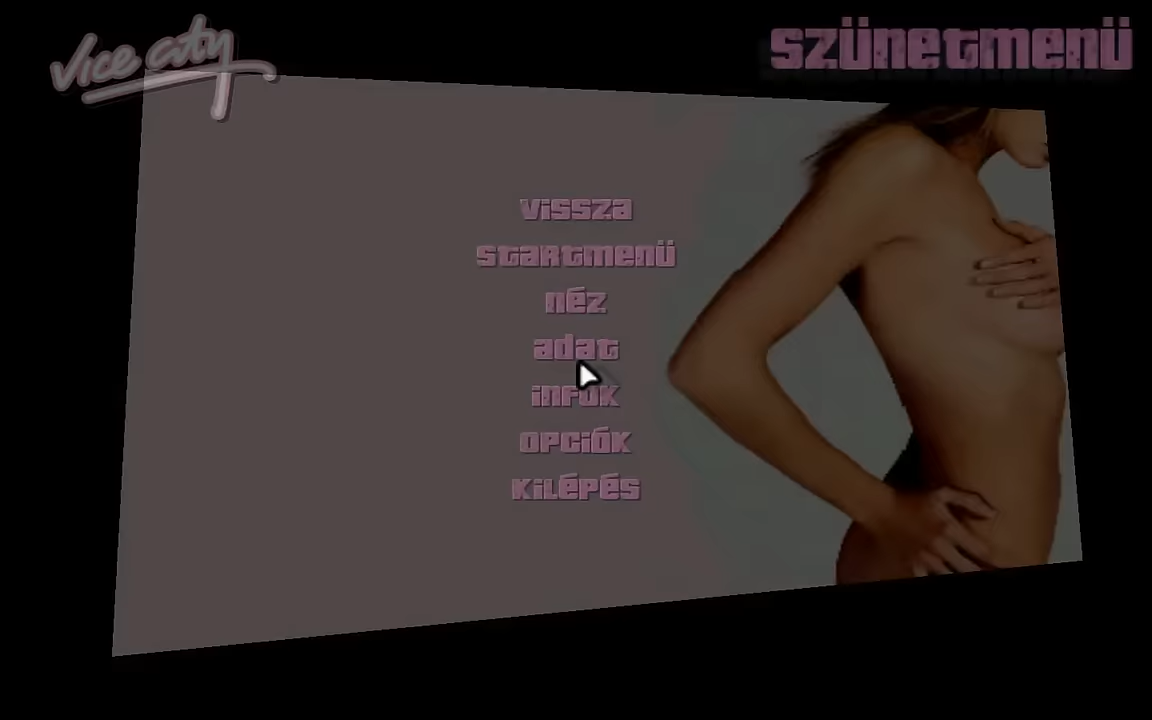 vice city
szünetmenü
vissza
startmenü
néz
adat
infók
opciók
kilépés